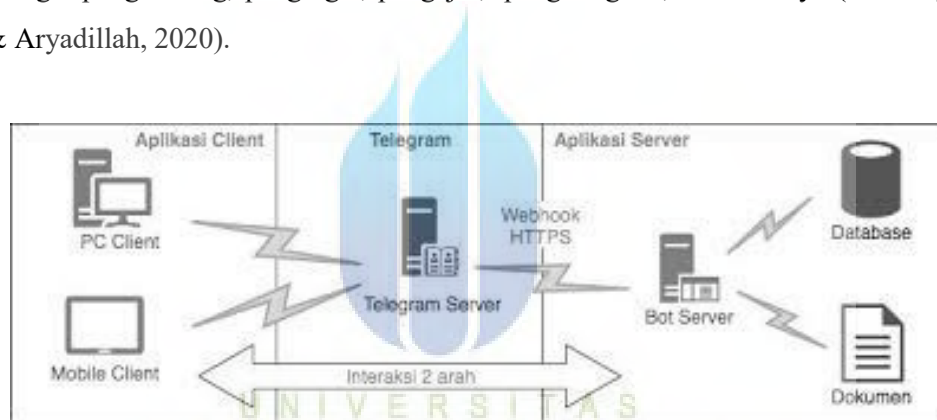 & Aryadillah, 2020).
Aplikasi Client
Telegram
Aplikasi Server
PC Client
Webhook
HTTPS
Database
Telegram Server
Bot Server
Mobile Client
Interaksi 2 arah
Dokumen
UNIVERSITAS